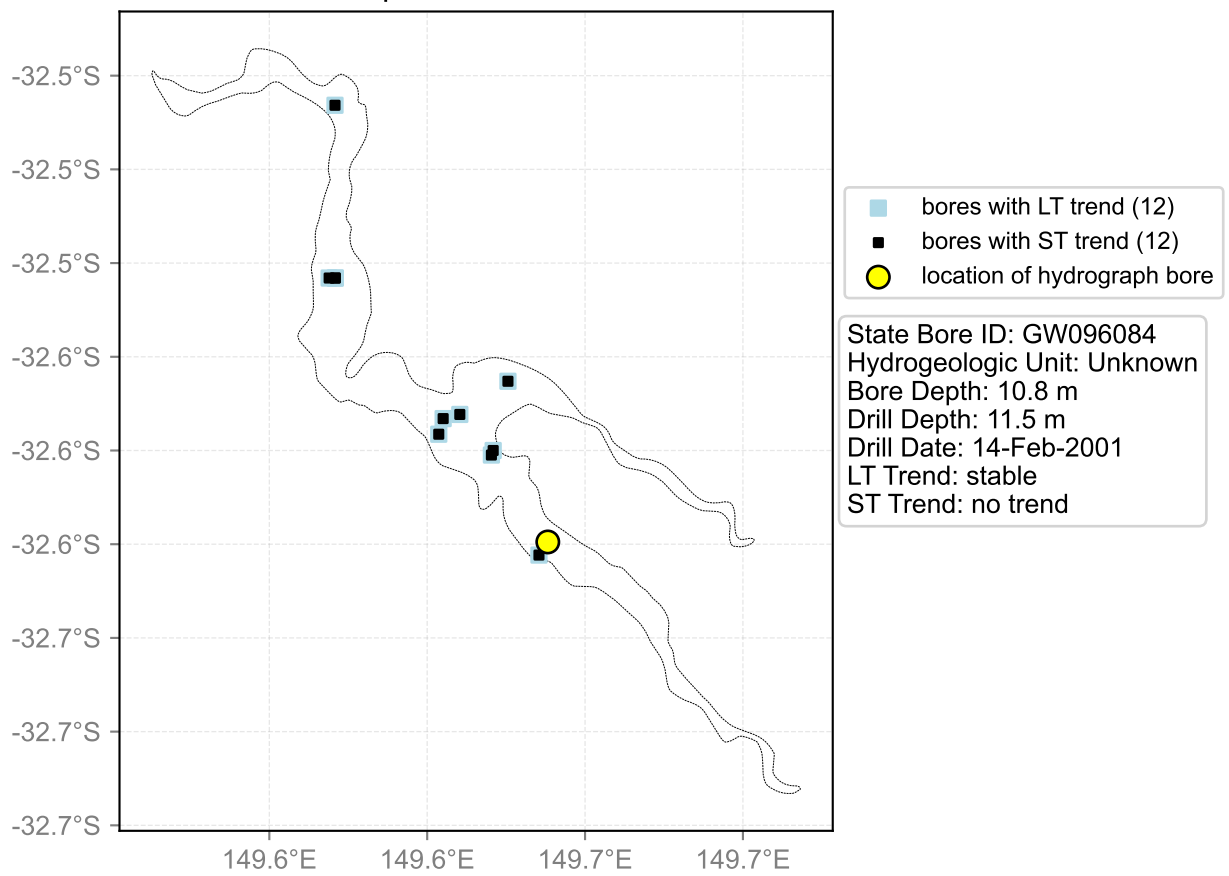 -32.5°S
-32.5°S
-32.5°S
-32.6°S
-32.6°S
-32.6°S
-32.7°S
-32.7°S
-32.7°S
149.6°E
149.6°E
149.7°E
149.7°E
bores with LT trend (12)
bores with ST trend (12)
location of hydrograph bore
State Bore ID: GW096084
Hydrogeologic Unit: Unknown
Bore Depth: 10.8 m
Drill Depth: 11.5 m
Drill Date: 14-Feb-2001
LT Trend: stable
ST Trend: no trend